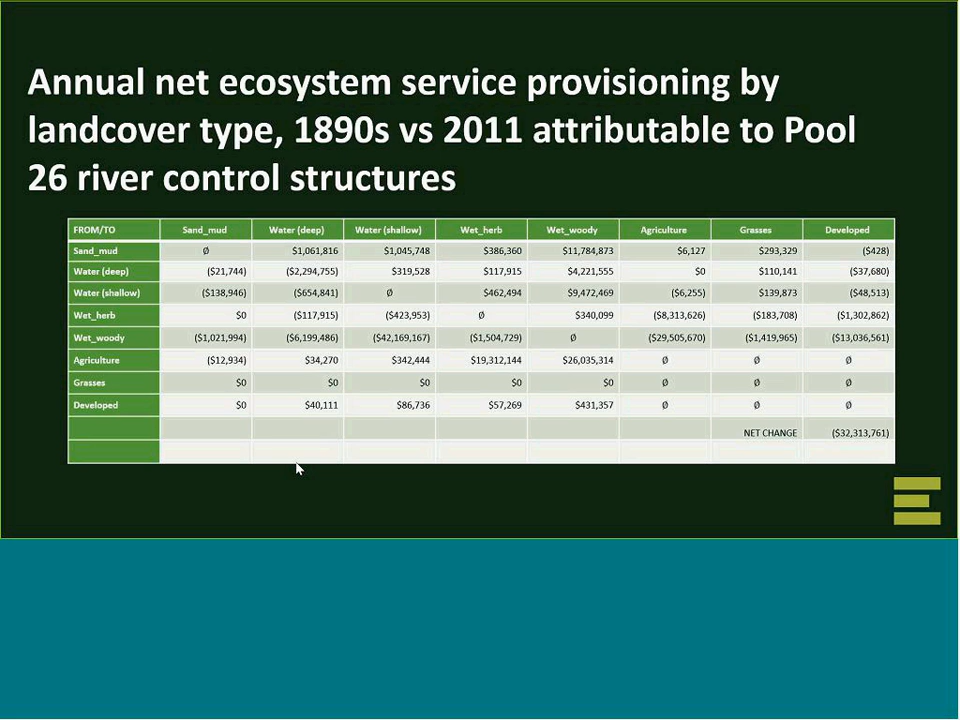 Annual net ecosystem service provisioning by
landcover type, 1890s vs 2011 attributable to Pool
26 river control structures
FROM/TO Sand_mud Water (deep) Water (shallow) Wet_herb Wet_woody Agriculture Grasses Developed
Sand_mud Ø $1,061,816 $1,045,748 $386,360 $11,784,873 $6,127 $293,329 ($428)
Water (deep) ($21,744) ($2,294,755) $319,528 $117,915 $4,221,555 $0 $110,141 ($37,680)
Water (shallow) ($138,946) ($654,841) Ø $462,494 $9,472,469 ($6,255) $139,873 ($48,513)
Wet_herb $0 ($117,915) ($423,953) Ø $340,099 ($8,313,626) ($183,708) ($1,302,862)
Wet_woody ($1,021,994) ($6,199,486) ($42,169,167) ($1,504,729) Ø ($29,505,670) ($1,419,965) ($13,036,561)
Agriculture ($12,934) $34,270 $342,444 $19,312,144 $26,035,314 Ø Ø Ø
Grasses $0 $0 $0 $0 $0 Ø Ø Ø
Developed $0 $40,111 $86,736 $57,269 $431,357 Ø Ø Ø
NET CHANGE ($32,313,761)